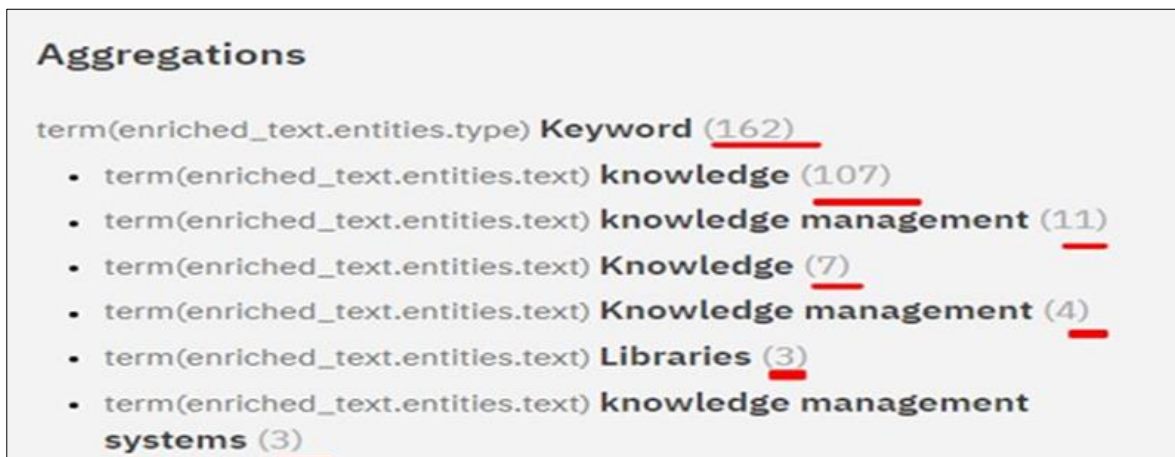 Aggregations
term(enriched_text.entities.type) Keyword (162)
• term(enriched_text.entities.text) knowledge (107)
• term(enriched_text.entities.text) knowledge management (11)
• term(enriched_text.entities.text) Knowledge (7)
• term(enriched_text.entities.text) Knowledge management (4)
• term(enriched_text.entities.text) Libraries (3)
• term(enriched_text.entities.text) knowledge management
systems (3)